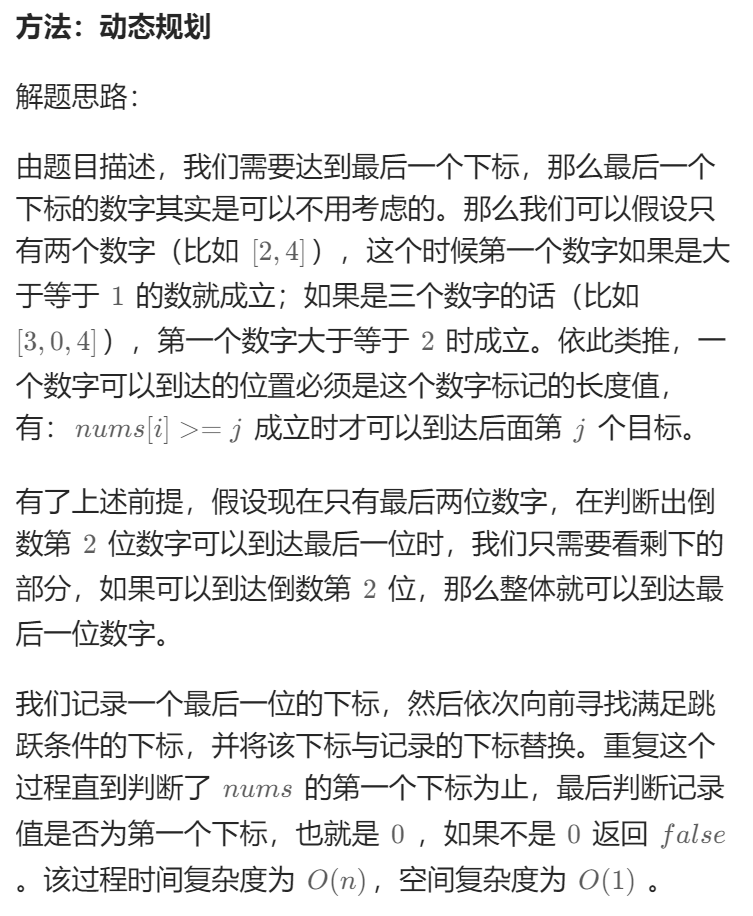 方法：动态规划
解题思路：
由题目描述，我们需要达到最后一个下标，那么最后一个
下标的数字其实是可以不用考虑的。那么我们可以假设只
有两个数字（比如 [2, 4]），这个时候第一个数字如果是大
于等于 1 的数就成立；如果是三个数字的话（比如
[3, 0, 4]），第一个数字大于等于 2 时成立。依此类推，一
个数字可以到达的位置必须是这个数字标记的长度值，
有：nums[i] >= j 成立时才可以到达后面第 j 个目标。
有了上述前提，假设现在只有最后两位数字，在判断出倒
数第 2 位数字可以到达最后一位时，我们只需要看剩下的
部分，如果可以到达倒数第 2 位，那么整体就可以到达最
后一位数字。
我们记录一个最后一位的下标，然后依次向前寻找满足跳
跃条件的下标，并将该下标与记录的下标替换。重复这个
过程直到判断了 nums 的第一个下标为止，最后判断记录
值是否为第一个下标，也就是 0 ，如果不是 0 返回 false
。该过程时间复杂度为 O(n)，空间复杂度为 O(1) 。